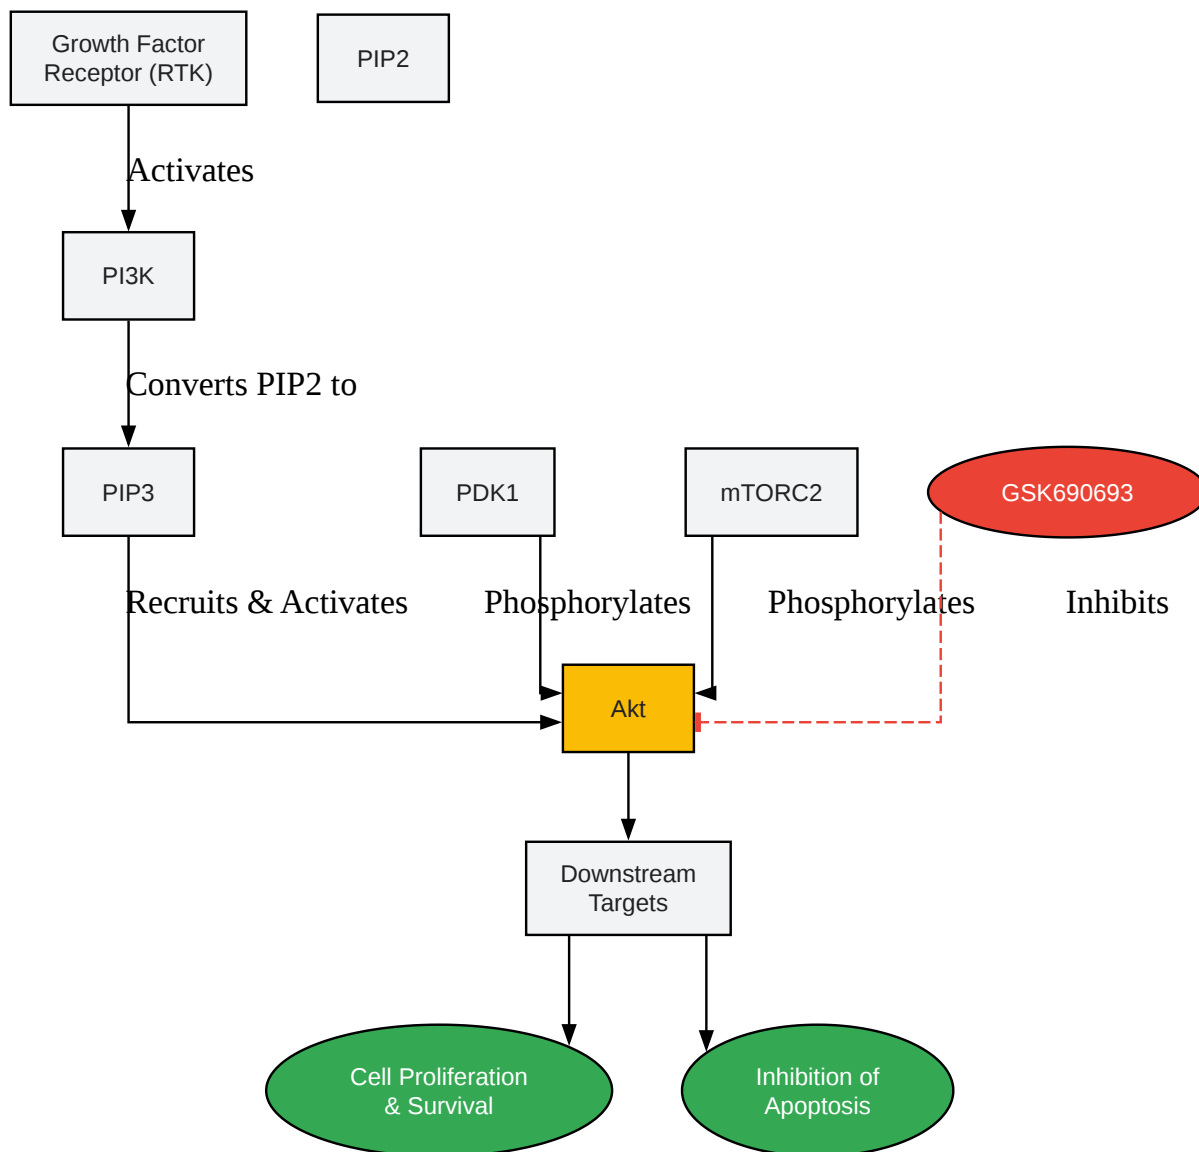 Growth Factor
Receptor (RTK)
PIP2
Activates
PI3K
Converts PIP2 to
PIP3
PDK1
mTORC2
GSK690693
Recruits & Activates
Phosphorylates
Phosphorylates
Inhibits
Akt
Downstream
Targets
Cell Proliferation
& Survival
Inhibition of
Apoptosis